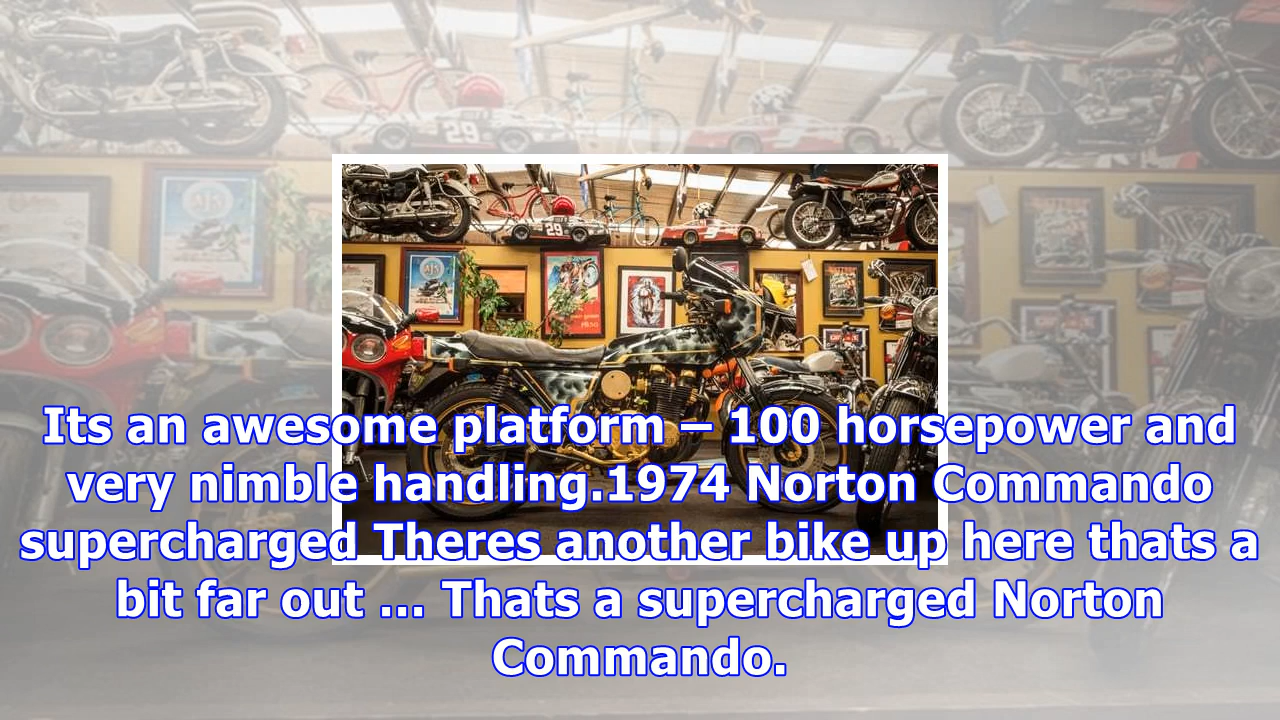 29
Its an awesome platform – 100 horsepower and
very nimble handling.1974 Norton Commando
supercharged Theres another bike up here thats a
bit far out ... Thats a supercharged Norton
Commando.